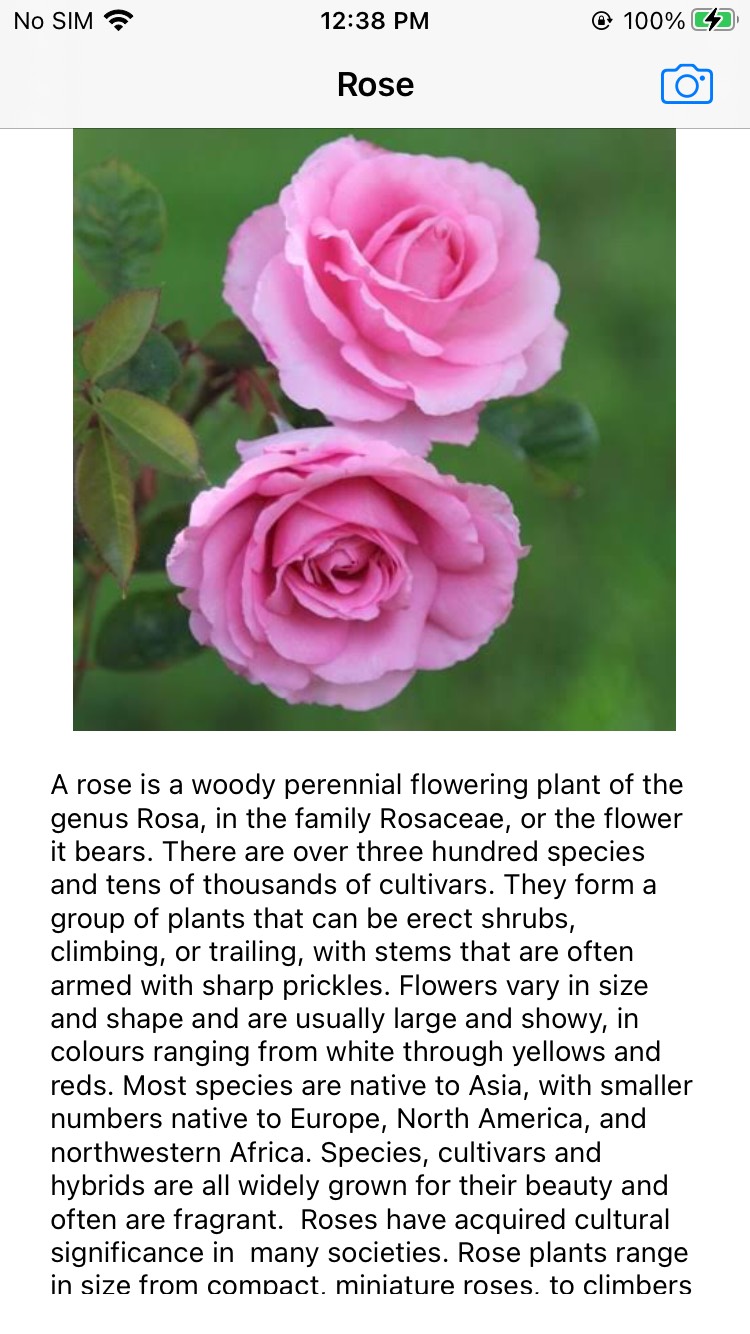 No SIM 12:38 PM 100%
Rose
A rose is a woody perennial flowering plant of the
genus Rosa, in the family Rosaceae, or the flower
it bears. There are over three hundred species
and tens of thousands of cultivars. They form a
group of plants that can be erect shrubs,
climbing, or trailing, with stems that are often
armed with sharp prickles. Flowers vary in size
and shape and are usually large and showy, in
colours ranging from white through yellows and
reds. Most species are native to Asia, with smaller
numbers native to Europe, North America, and
northwestern Africa. Species, cultivars and
hybrids are all widely grown for their beauty and
often are fragrant.  Roses have acquired cultural
significance in  many societies. Rose plants range
in size from compact, miniature roses, to climbers